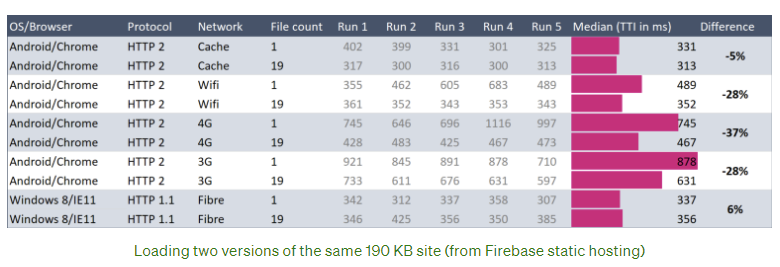 OS/Browser Protocol Network File count Run 1 Run 2 Run 3 Run 4 Run 5 Median (TTI in ms) Difference
Android/Chrome HTTP 2 Cache 1 402 399 331 301 325 331
-5%
Android/Chrome HTTP 2 Cache 19 317 300 316 300 313 313
Android/Chrome HTTP 2 Wifi 1 355 462 605 683 489 489
-28%
Android/Chrome HTTP 2 Wifi 19 361 352 343 353 343 352
Android/Chrome HTTP 2 4G 1 745 646 696 1116 997 745
-37%
Android/Chrome HTTP 2 4G 19 428 483 425 467 473 467
Android/Chrome HTTP 2 3G 1 921 845 891 878 710 878
-28%
Android/Chrome HTTP 2 3G 19 733 611 676 631 597 631
Windows 8/IE11 HTTP 1.1 Fibre 1 342 312 337 358 307 337
6%
Windows 8/IE11 HTTP 1.1 Fibre 19 346 425 356 350 385 356
Loading two versions of the same 190 KB site (from Firebase static hosting)